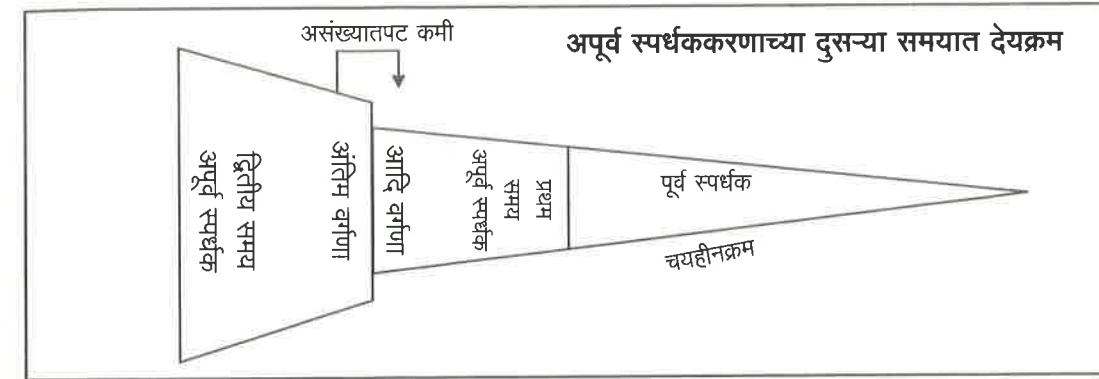 असंख्यातपट कमी
अपूर्व स्पर्धककरणाच्या दुसऱ्या समयात देयक्रम
द्वितीय समय
अपूर्व स्पर्धक
अंतिम वर्गणा
आदि वर्गणा
प्रथम
समय
अपूर्व स्पर्धक
पूर्व स्पर्धक
चयहीनक्रम